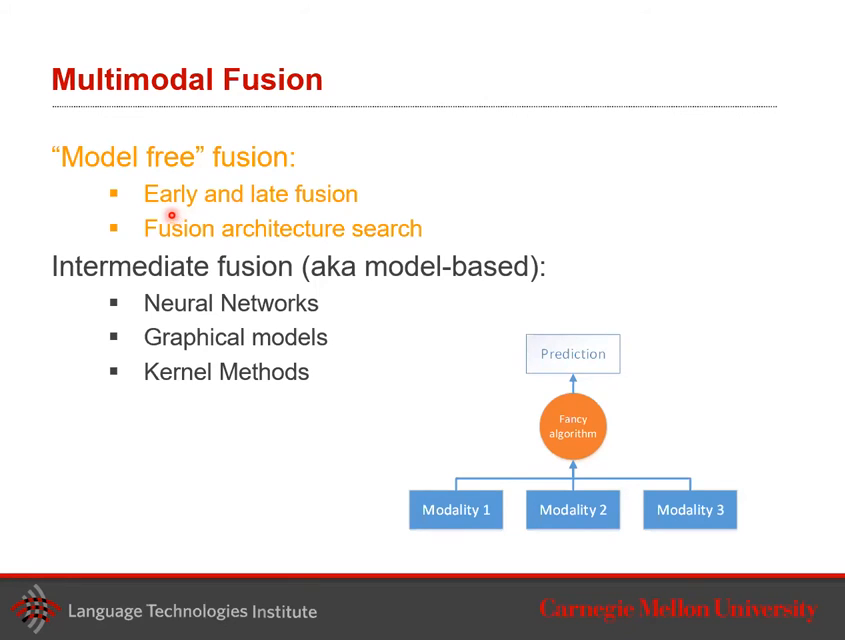 Multimodal Fusion
“Model free” fusion:
Early and late fusion
Fusion architecture search
Intermediate fusion (aka model-based):
Neural Networks
Graphical models
Kernel Methods
Prediction
Fancy
algorithm
Modality 1
Modality 2
Modality 3
Language Technologies Institute
Carnegie Mellon University